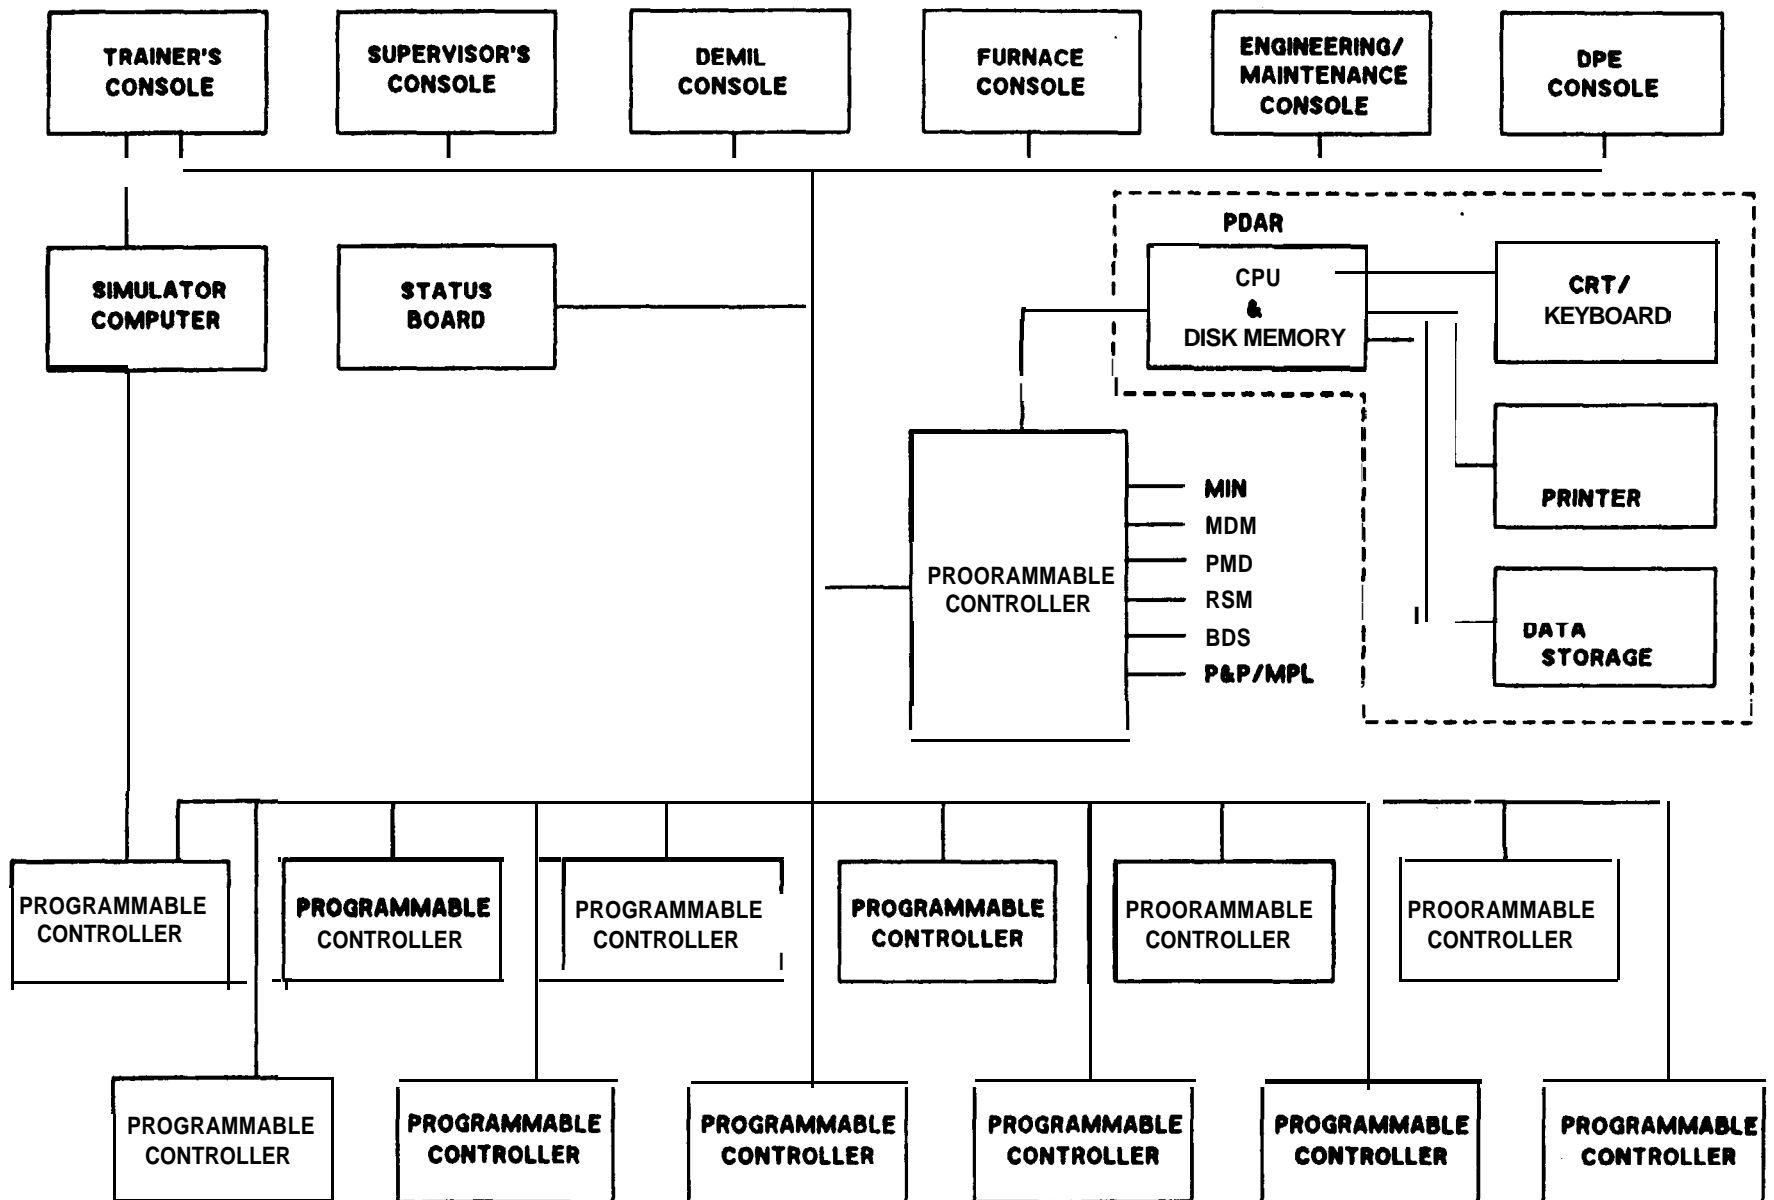 TRAINER'S
CONSOLE
SUPERVISOR'S
CONSOLE
DEMIL
CONSOLE
FURNACE
CONSOLE
ENGINEERING/
MAINTENANCE
CONSOLE
DPE
CONSOLE
SIMULATOR
COMPUTER
STATUS
BOARD
PDAR
CPU
&
DISK MEMORY
CRT/
KEYBOARD
PRINTER
DATA
STORAGE
PROORAMMABLE
CONTROLLER
MIN
MDM
PMD
RSM
BDS
P&P/MPL
PROGRAMMABLE
CONTROLLER
PROGRAMMABLE
CONTROLLER
PROGRAMMABLE
CONTROLLER
PROGRAMMABLE
CONTROLLER
PROORAMMABLE
CONTROLLER
PROORAMMABLE
CONTROLLER
PROGRAMMABLE
CONTROLLER
PROGRAMMABLE
CONTROLLER
PROGRAMMABLE
CONTROLLER
PROGRAMMABLE
CONTROLLER
PROGRAMMABLE
CONTROLLER
PROGRAMMABLE
CONTROLLER